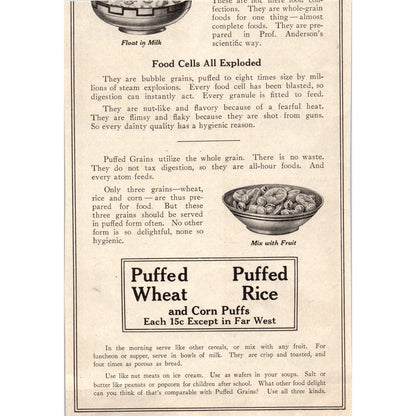 fections. They are whole-grain
foods for one thing—almost
complete foods. They are pre-
pared in Prof. Anderson's
scientific way.
Float in Milk
Food Cells All Exploded
They are bubble grains, puffed to eight times size by mil-
lions of steam explosions. Every food cell has been blasted, so
digestion can instantly act. Every granule is fitted to feed.
They are nut-like and flavory because of a fearful heat.
They are flimsy and flaky because they are shot from guns.
So every dainty quality has a hygienic reason.
Puffed Grains utilize the whole grain. There is no waste.
They do not tax digestion, so they are all-hour foods. And
every atom feeds.
Only three grains—wheat,
rice and corn—are thus pre-
pared for food. But these
three grains should be served
in puffed form often. No other
form is so delightful, none so
hygienic.
Mix with Fruit
Puffed Puffed
Wheat Rice
and Corn Puffs
Each 15c Except in Far West
In the morning serve like other cereals, or mix with any fruit. For
luncheon or supper, serve in bowls of milk. They are crisp and toasted, and
four times as porous as bread.
Use like nut meats on ice cream. Use as wafers in your soups. Salt or
butter like peanuts or popcorn for children after school. What other food delight
can you think of that's comparable with Puffed Grains? Use all three kinds.